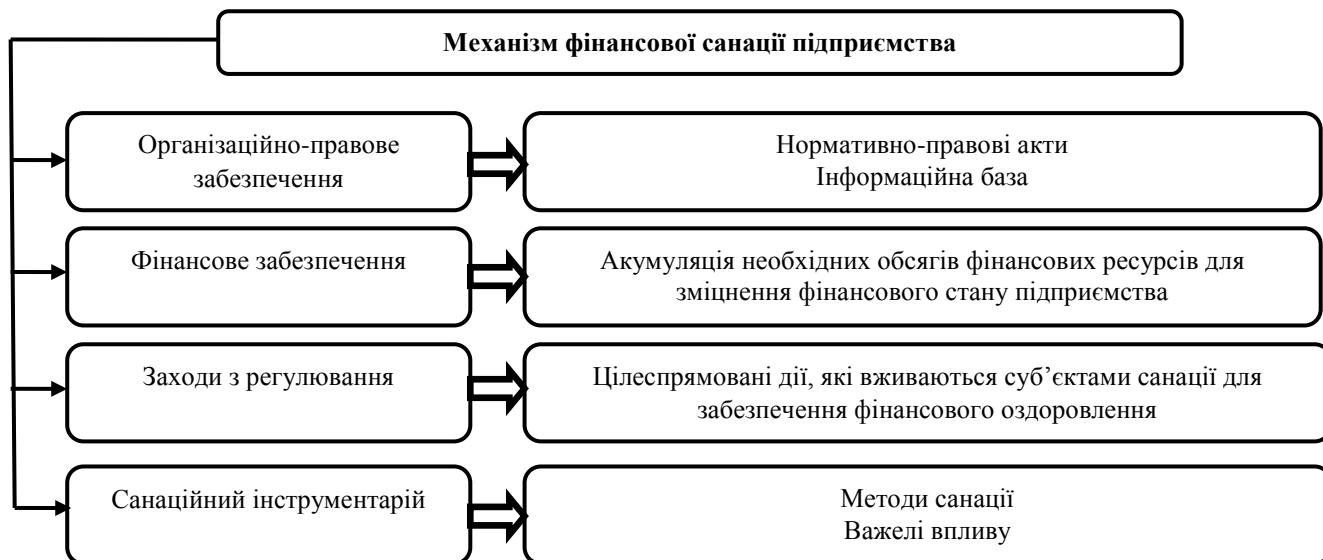 Механізм фінансової санації підприємства
Організаційно-правове
забезпечення
Нормативно-правові акти
Інформаційна база
Фінансове забезпечення
Акумуляція необхідних обсягів фінансових ресурсів для
зміцнення фінансового стану підприємства
Заходи з регулювання
Цілеспрямовані дії, які вживаються суб’єктами санації для
забезпечення фінансового оздоровлення
Санаційний інструментарій
Методи санації
Важелі впливу